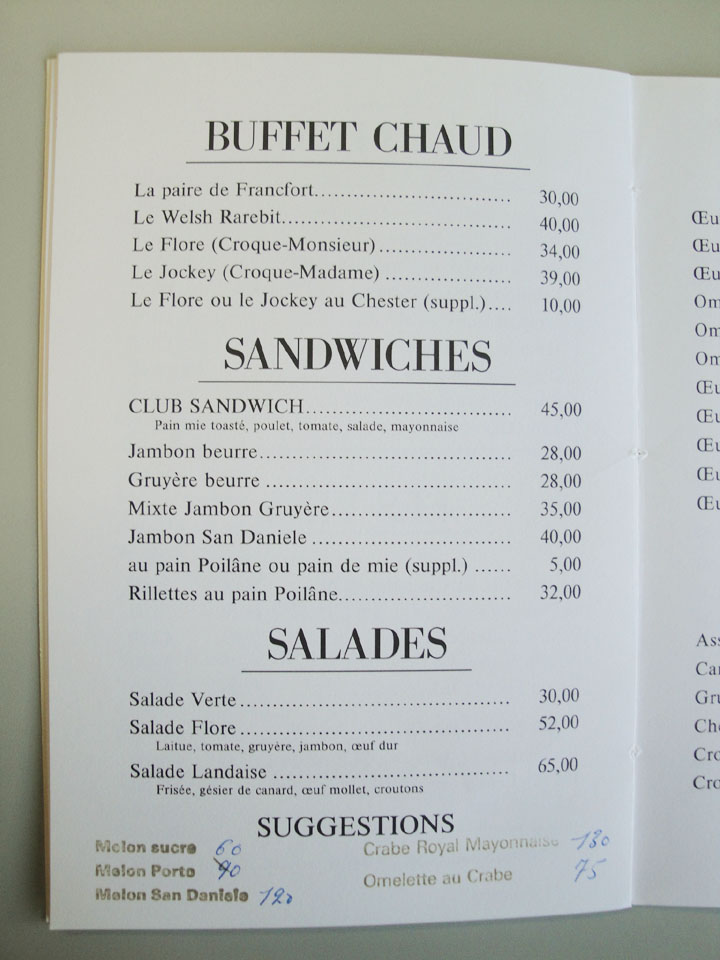 BUFFET CHAUD
La paire de Francfort.............................. 30,00
Le Welsh Rarebit................................... 40,00
Le Flore (Croque-Monsieur).................... 34,00
Le Jockey (Croque-Madame) ................... 39,00
Le Flore ou le Jockey au Chester (suppl.).... 10,00
SANDWICHES
CLUB SANDWICH................................ 45,00
Pain mie toasté, poulet, tomate, salade, mayonnaise
Jambon beurre....................................... 28,00
Gruyère beurre ...................................... 28,00
Mixte Jambon Gruyère............................ 35,00
Jambon San Daniele ............................... 40,00
au pain Poilâne ou pain de mie (suppl.) ...... 5,00
Rillettes au pain Poilâne........................... 32,00
SALADES
Salade Verte.......................................... 30,00
Salade Flore.......................................... 52,00
Laitue, tomate, gruyère, jambon, œuf dur
Salade Landaise .................................... 65,00
Frisée, gésier de canard, œuf mollet, croutons
SUGGESTIONS
Melon sucre 60
Melon Porto 90
Melon San Daniele 120
Crabe Royal Mayonnaise 130
Omelette au Crabe 75